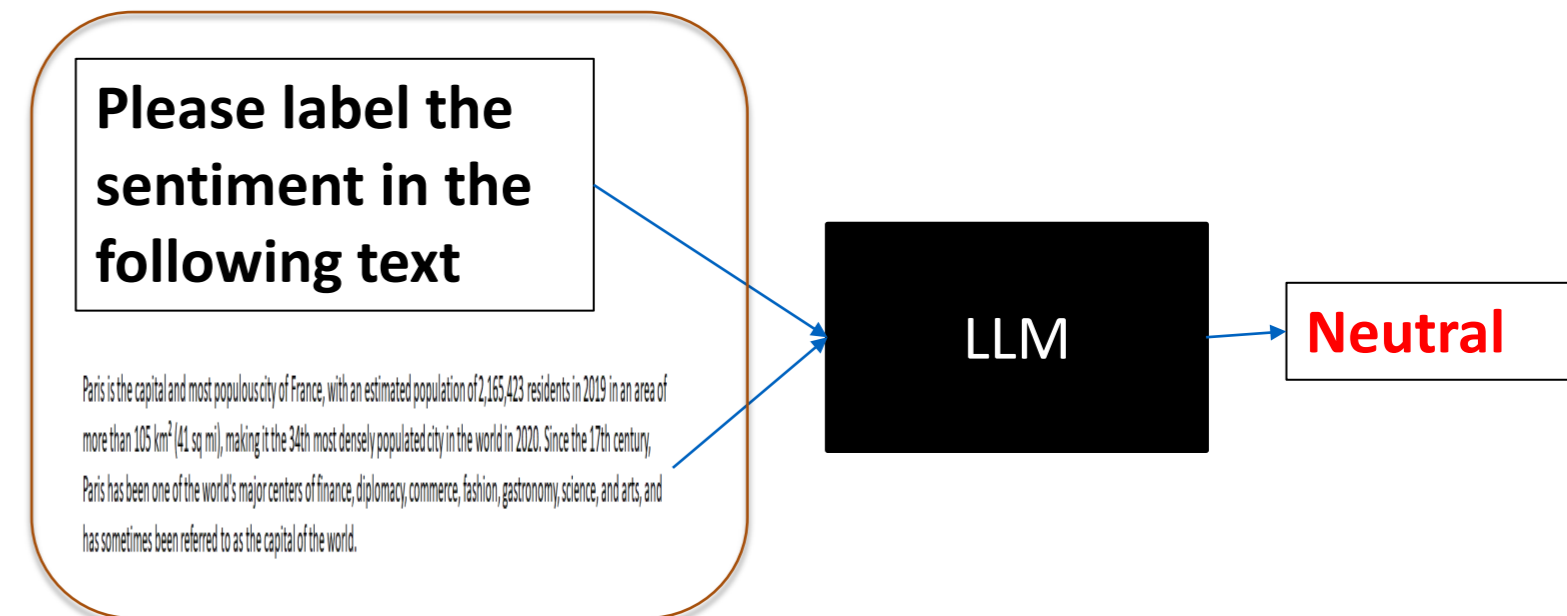 Please label the
sentiment in the
following text
Paris is the capital and most populous city of France, with an estimated population of 2,165,423 residents in 2019 in an area of
more than 105 km² (41 sq mi), making it the 34th most densely populated city in the world in 2020. Since the 17th century,
Paris has been one of the world's major centers of finance, diplomacy, commerce, fashion, gastronomy, science, and arts, and
has sometimes been referred to as the capital of the world.
LLM
Neutral